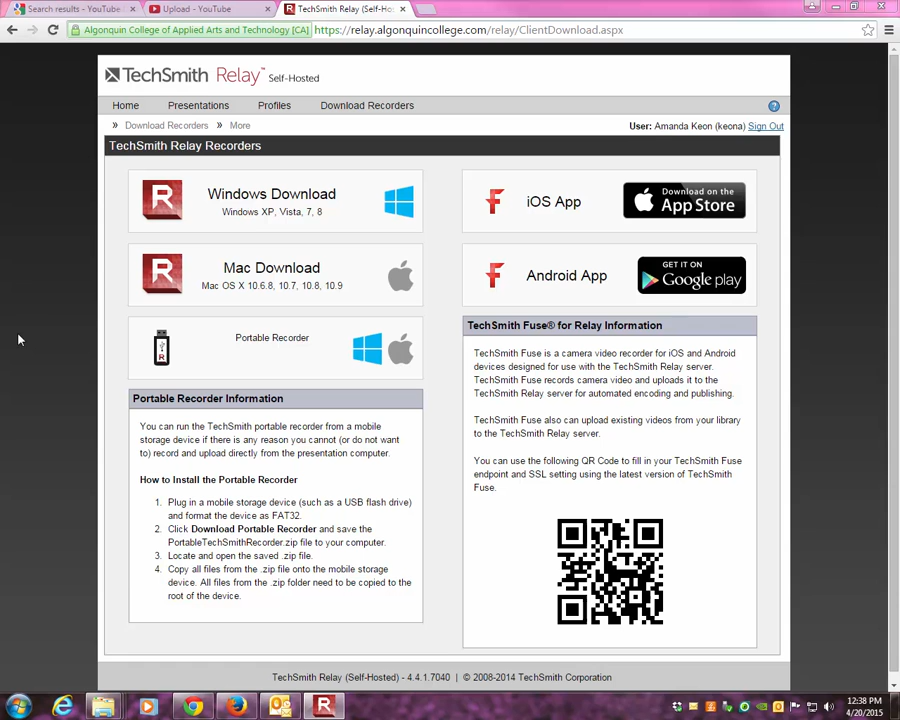 Search results - YouTube
Upload - YouTube
TechSmith Relay (Self-Ho
Algonquin College of Applied Arts and Technology [CA]
https://relay.algonquincollege.com/relay/ClientDownload.aspx
TechSmith Relay™ Self-Hosted
Home
Presentations
Profiles
Download Recorders
?
» Download Recorders » More
User: Amanda Keon (keona) Sign Out
TechSmith Relay Recorders
R
Windows Download
Windows XP, Vista, 7, 8
iOS App
Download on the
App Store
R
Mac Download
Mac OS X 10.6.8, 10.7, 10.8, 10.9
Android App
GET IT ON
Google play
R
Portable Recorder
Portable Recorder Information
You can run the TechSmith portable recorder from a mobile
storage device if there is any reason you cannot (or do not want
to) record and upload directly from the presentation computer.
How to Install the Portable Recorder
1. Plug in a mobile storage device (such as a USB flash drive)
and format the device as FAT32.
2. Click Download Portable Recorder and save the
PortableTechSmithRecorder.zip file to your computer.
3. Locate and open the saved .zip file.
4. Copy all files from the .zip file onto the mobile storage
device. All files from the .zip folder need to be copied to the
root of the device.
TechSmith Fuse® for Relay Information
TechSmith Fuse is a camera video recorder for iOS and Android
devices designed for use with the TechSmith Relay server.
TechSmith Fuse records camera video and uploads it to the
TechSmith Relay server for automated encoding and publishing.
TechSmith Fuse also can upload existing videos from your library
to the TechSmith Relay server.
You can use the following QR Code to fill in your TechSmith Fuse
endpoint and SSL setting using the latest version of TechSmith
Fuse.
TechSmith Relay (Self-Hosted) - 4.4.1.7040 | © 2008-2014 TechSmith Corporation
R
12:38 PM
4/20/2015